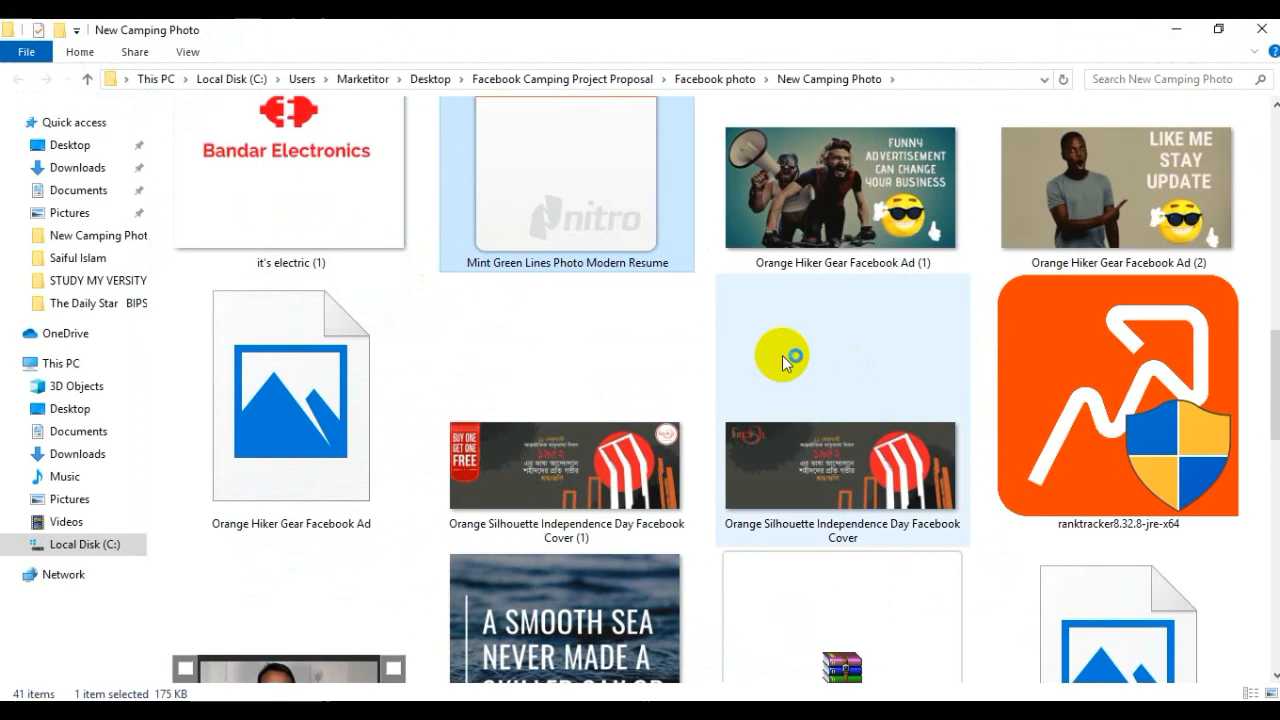 New Camping Photo
File
Home
Share
View
This PC
Local Disk (C:)
Users
Marketitor
Desktop
Facebook Camping Project Proposal
Facebook photo
New Camping Photo
Search New Camping Photo
Quick access
Desktop
Downloads
Documents
Pictures
New Camping Phot
Saiful Islam
STUDY MY VERSITY
The Daily Star BIPS
OneDrive
This PC
3D Objects
Desktop
Documents
Downloads
Music
Pictures
Videos
Local Disk (C:)
Network
Bandar Electronics
it's electric (1)
nitro
Mint Green Lines Photo Modern Resume
FUNNY
ADVERTISEMENT
CAN CHANGE
YOUR BUSINESS
Orange Hiker Gear Facebook Ad (1)
LIKE ME
STAY
UPDATE
Orange Hiker Gear Facebook Ad (2)
Orange Hiker Gear Facebook Ad
BUY ONE
GET ONE
FREE
১৯৫২
Orange Silhouette Independence Day Facebook
Cover (1)
১৯৫২
Orange Silhouette Independence Day Facebook
Cover
ranktracker8.32.8-jre-x64
A SMOOTH SEA
NEVER MADE A
41 items
1 item selected 175 KB